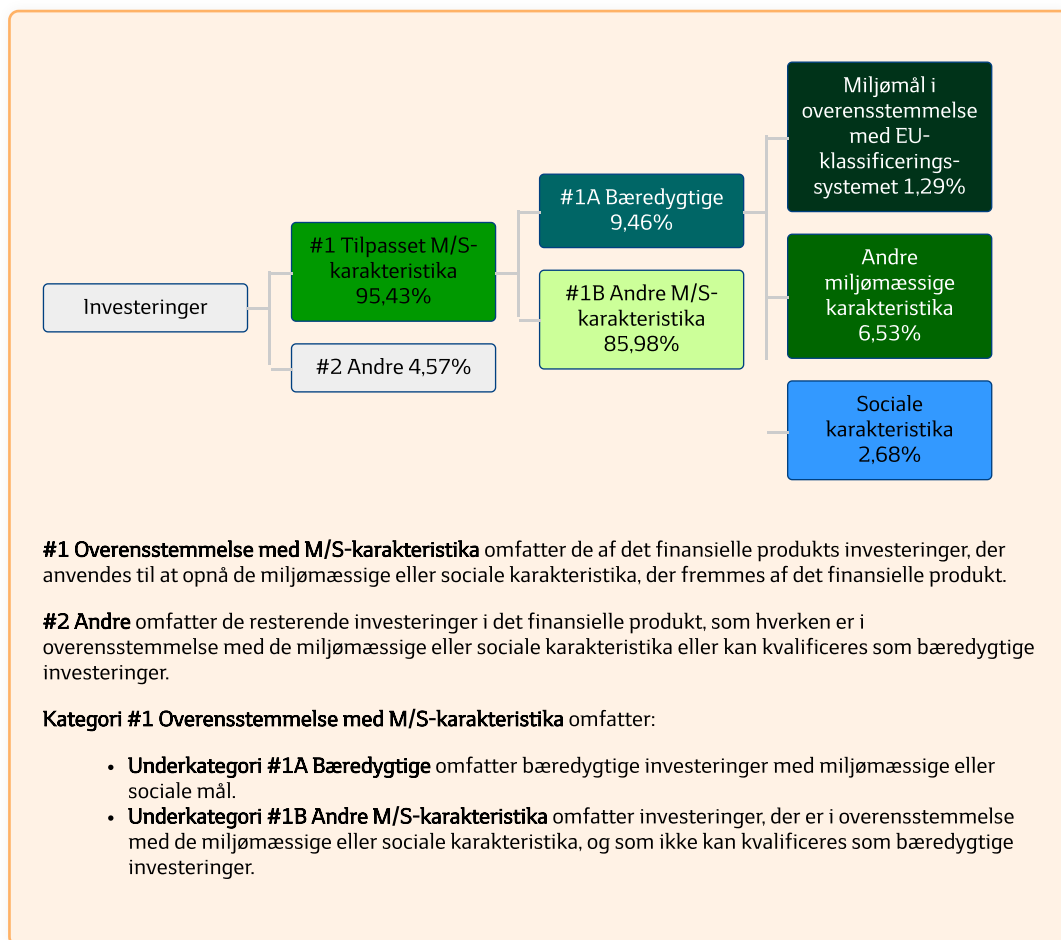 Investeringer
#1 Tilpasset M/S-
karakteristika
95,43%
#2 Andre 4,57%
#1A Bæredygtige
9,46%
#1B Andre M/S-
karakteristika
85,98%
Miljømål i
overensstemmelse
med EU-
klassificerings-
systemet 1,29%
Andre
miljømæssige
karakteristika
6,53%
Sociale
karakteristika
2,68%
#1 Overensstemmelse med M/S-karakteristika omfatter de af det finansielle produkts investeringer, der
anvendes til at opnå de miljømæssige eller sociale karakteristika, der fremmes af det finansielle produkt.
#2 Andre omfatter de resterende investeringer i det finansielle produkt, som hverken er i
overensstemmelse med de miljømæssige eller sociale karakteristika eller kan kvalificeres som bæredygtige
investeringer.
Kategori #1 Overensstemmelse med M/S-karakteristika omfatter:
• Underkategori #1A Bæredygtige omfatter bæredygtige investeringer med miljømæssige eller
sociale mål.
• Underkategori #1B Andre M/S-karakteristika omfatter investeringer, der er i overensstemmelse
med de miljømæssige eller sociale karakteristika, og som ikke kan kvalificeres som bæredygtige
investeringer.